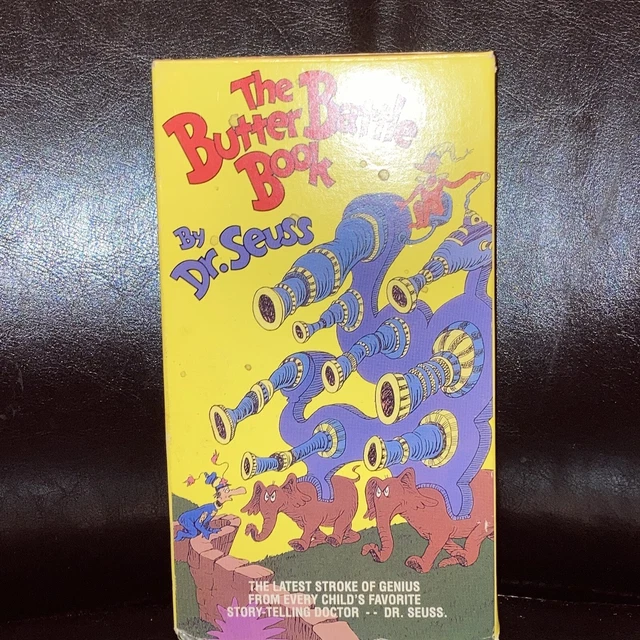 The
Butter Battle
Book
By
Dr. Seuss
THE LATEST STROKE OF GENIUS
FROM EVERY CHILD'S FAVORITE
STORY-TELLING DOCTOR -- DR. SEUSS.